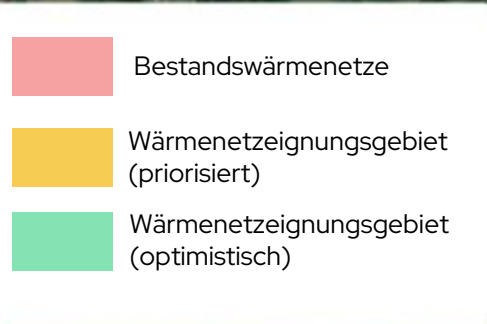 Bestandswärmenetze
Wärmenetzeignungsgebiet
(priorisiert)
Wärmenetzeignungsgebiet
(optimistisch)